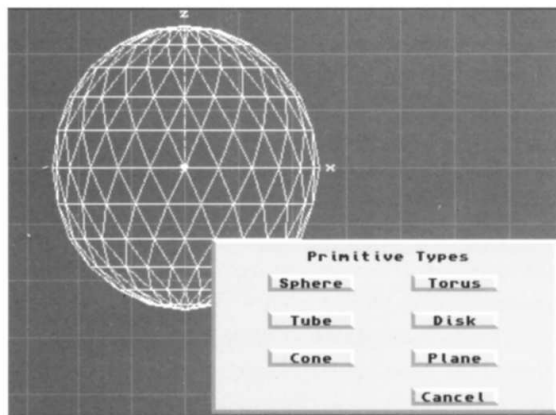 z
x
Primitive Types
Sphere Torus
Tube Disk
Cone Plane
Cancel